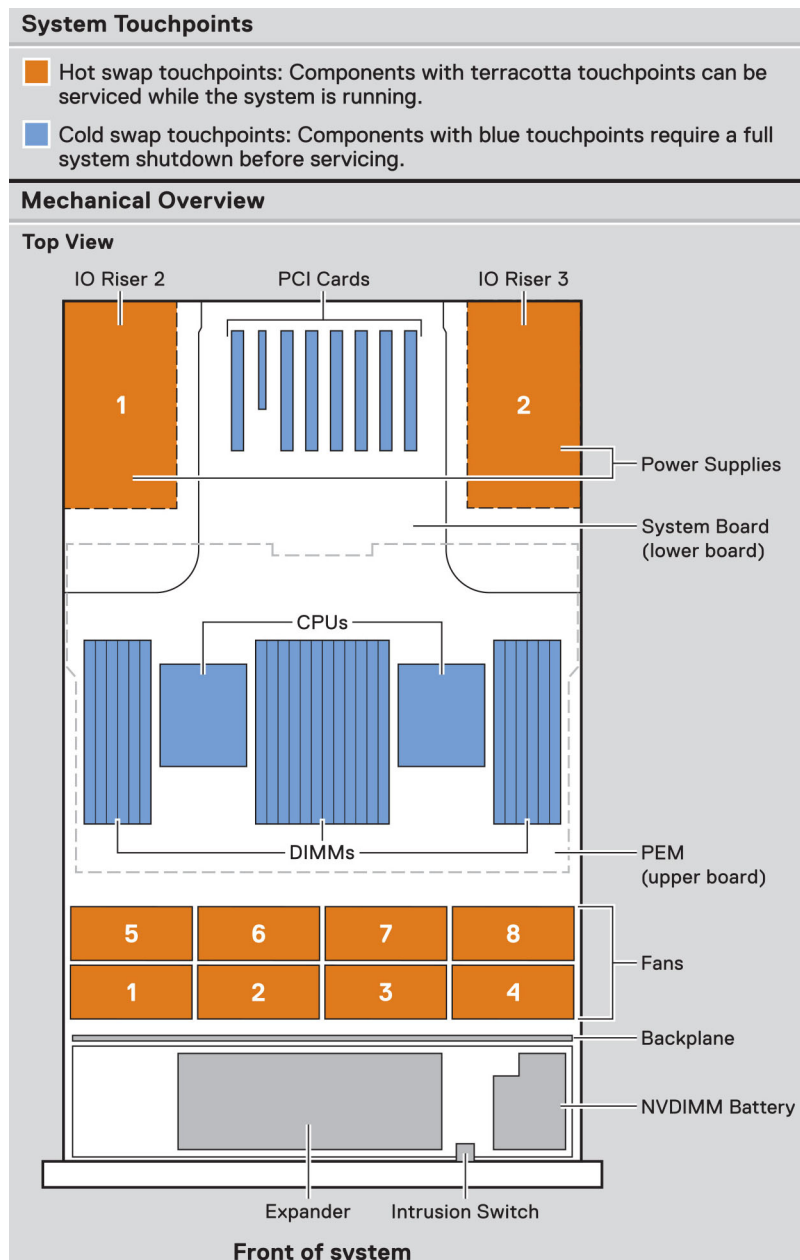 System Touchpoints
Hot swap touchpoints: Components with terracotta touchpoints can be
serviced while the system is running.
Cold swap touchpoints: Components with blue touchpoints require a full
system shutdown before servicing.
Mechanical Overview
Top View
IO Riser 2
PCI Cards
IO Riser 3
1
2
Power Supplies
System Board
(lower board)
CPUs
DIMMs
PEM
(upper board)
5
6
7
8
Fans
1
2
3
4
Backplane
NVDIMM Battery
Expander
Intrusion Switch
Front of system